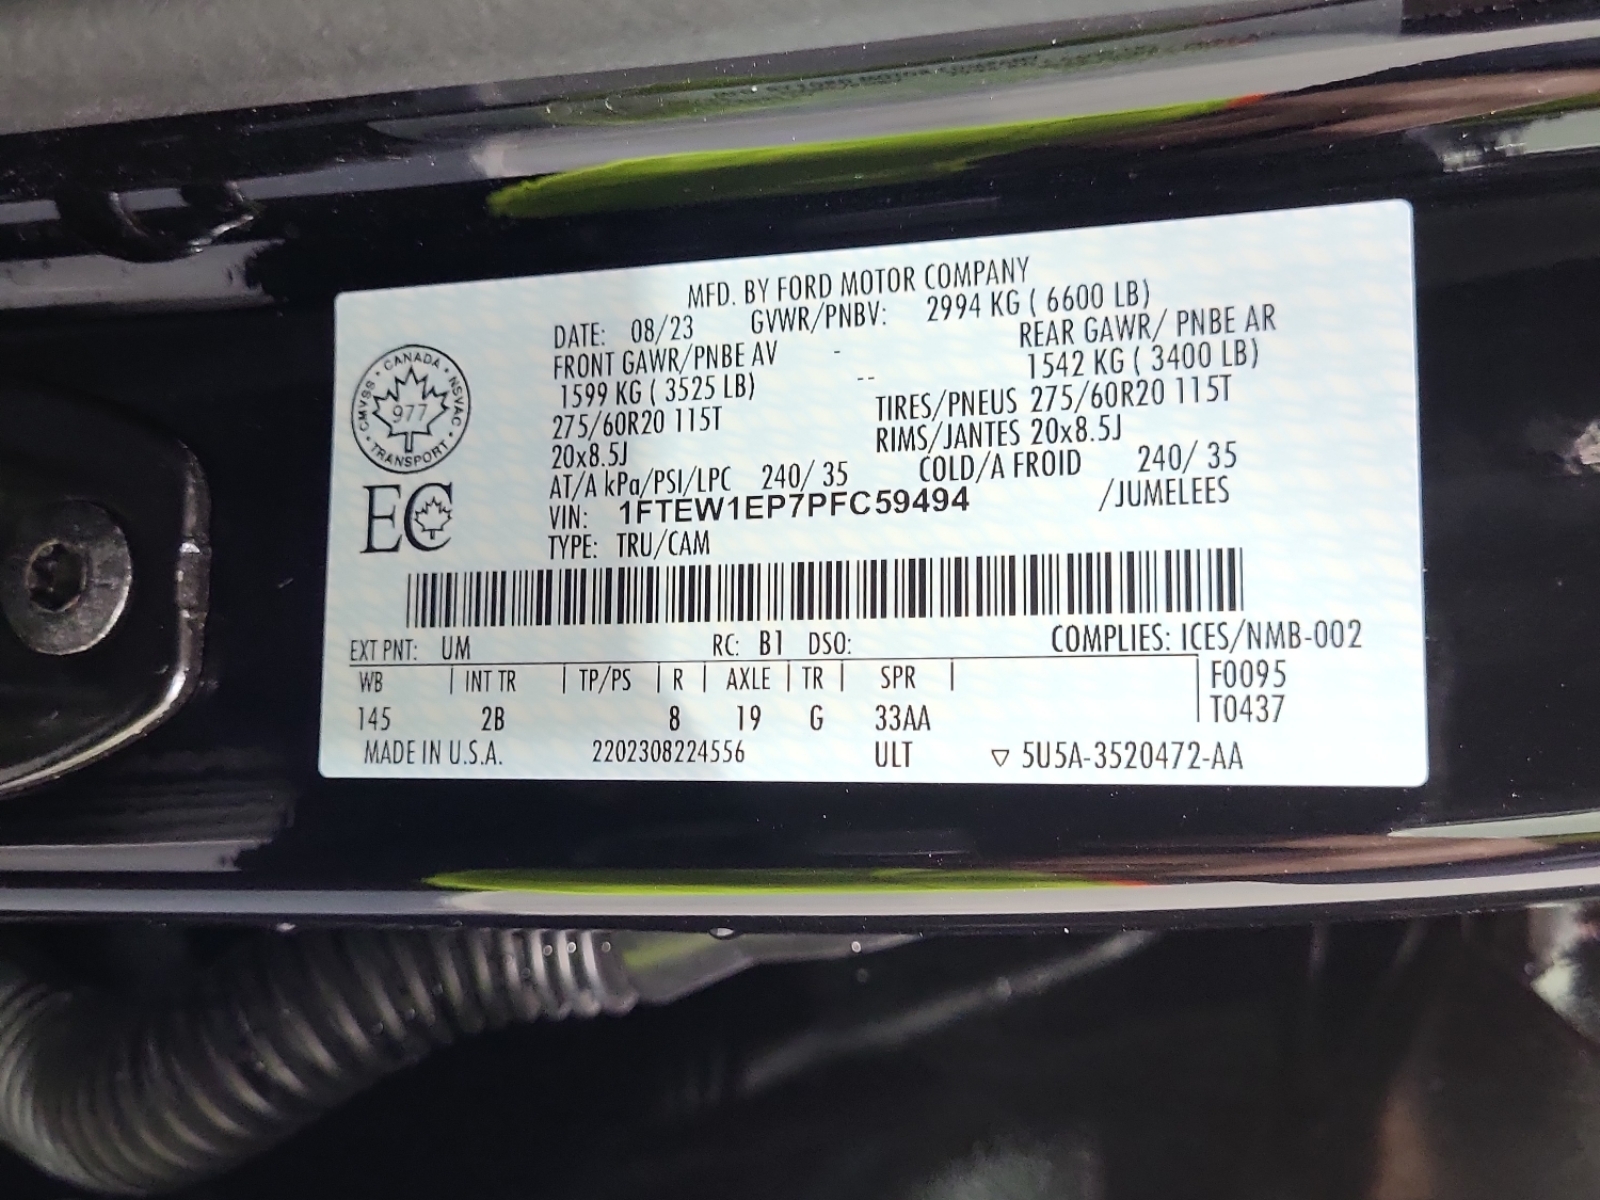 MFD. BY FORD MOTOR COMPANY
DATE: 08/23 GVWR/PNBV: 2994 KG ( 6600 LB)
FRONT GAWR/PNBE AV - REAR GAWR/ PNBE AR
1599 KG ( 3525 LB) -- 1542 KG ( 3400 LB)
275/60R20 115T TIRES/PNEUS 275/60R20 115T
20x8.5J RIMS/JANTES 20x8.5J
AT/A kPa/PSI/LPC 240/ 35 COLD/A FROID 240/ 35
VIN: 1FTEW1EP7PFC59494 /JUMELEES
TYPE: TRU/CAM
CANADA
CMVSS NSVAC
977
TRANSPORT
EC
EXT PNT: UM RC: B1 DSO: COMPLIES: ICES/NMB-002
WB | INT TR | TP/PS | R | AXLE | TR | SPR | F0095
145 2B 8 19 G 33AA T0437
MADE IN U.S.A. 2202308224556 ULT ▽ 5U5A-3520472-AA